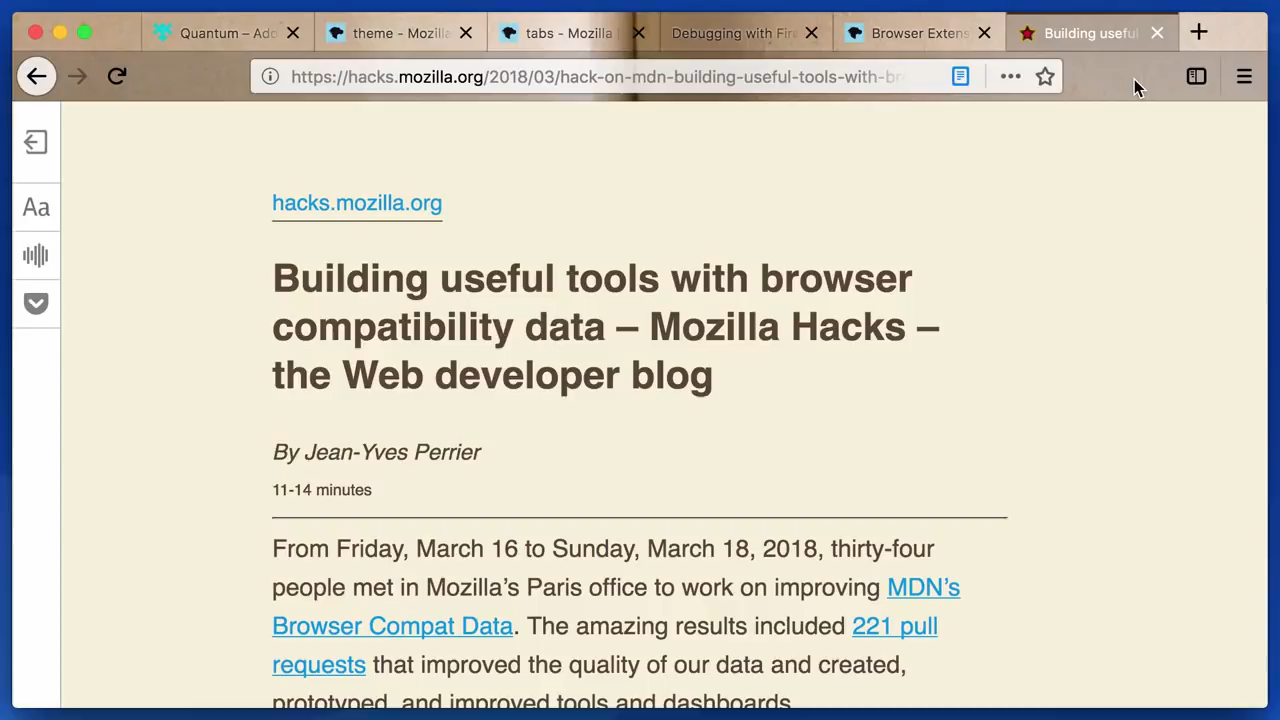 Quantum – Ado
theme - Mozilla
tabs - Mozilla
Debugging with Fire
Browser Extens
Building useful
https://hacks.mozilla.org/2018/03/hack-on-mdn-building-useful-tools-with-br
Aa
hacks.mozilla.org
Building useful tools with browser
compatibility data – Mozilla Hacks –
the Web developer blog
By Jean-Yves Perrier
11-14 minutes
From Friday, March 16 to Sunday, March 18, 2018, thirty-four
people met in Mozilla’s Paris office to work on improving MDN’s
Browser Compat Data. The amazing results included 221 pull
requests that improved the quality of our data and created,
prototyped, and improved tools and dashboards.